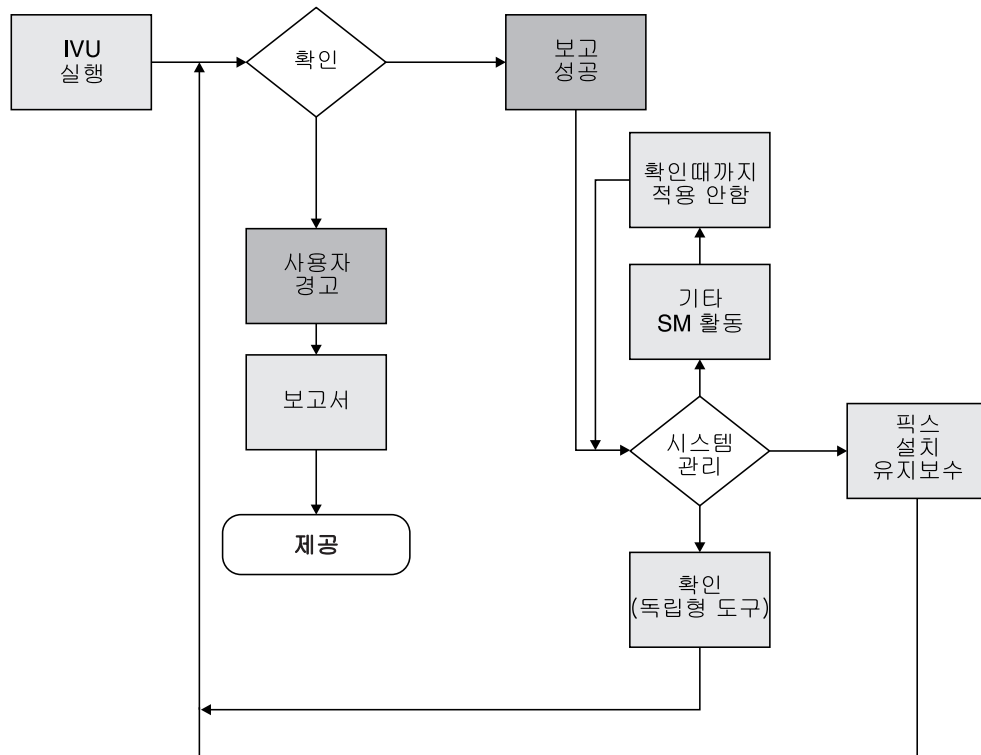 IVU
실행
확인
보고
성공
확인때까지
적용 안함
사용자
경고
기타
SM 활동
보고서
시스템
관리
픽스
설치
유지보수
제공
확인
(독립형 도구)